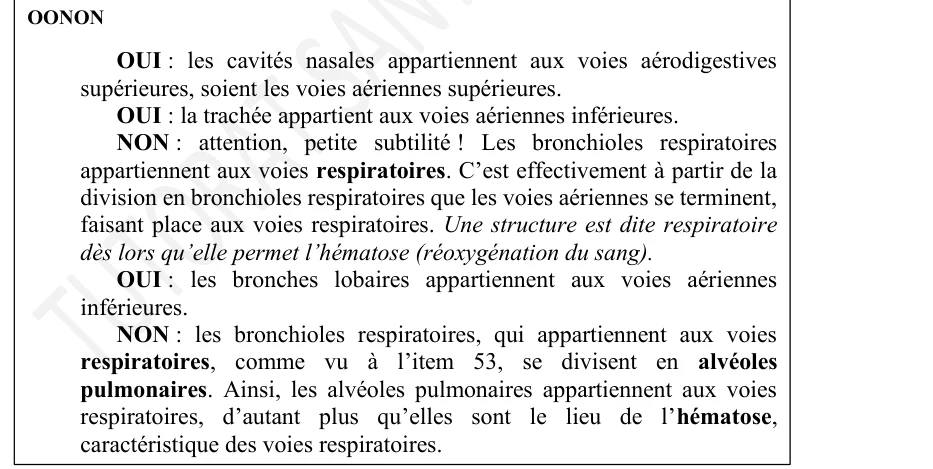 OONON
OUI : les cavités nasales appartiennent aux voies aérodigestives
supérieures, soient les voies aériennes supérieures.
OUI : la trachée appartient aux voies aériennes inférieures.
NON : attention, petite subtilité ! Les bronchioles respiratoires
appartiennent aux voies respiratoires. C’est effectivement à partir de la
division en bronchioles respiratoires que les voies aériennes se terminent,
faisant place aux voies respiratoires. Une structure est dite respiratoire
dès lors qu’elle permet l’hématose (réoxygénation du sang).
OUI : les bronches lobaires appartiennent aux voies aériennes
inférieures.
NON : les bronchioles respiratoires, qui appartiennent aux voies
respiratoires, comme vu à l’item 53, se divisent en alvéoles
pulmonaires. Ainsi, les alvéoles pulmonaires appartiennent aux voies
respiratoires, d’autant plus qu’elles sont le lieu de l’hématose,
caractéristique des voies respiratoires.
TUTORAT SAN